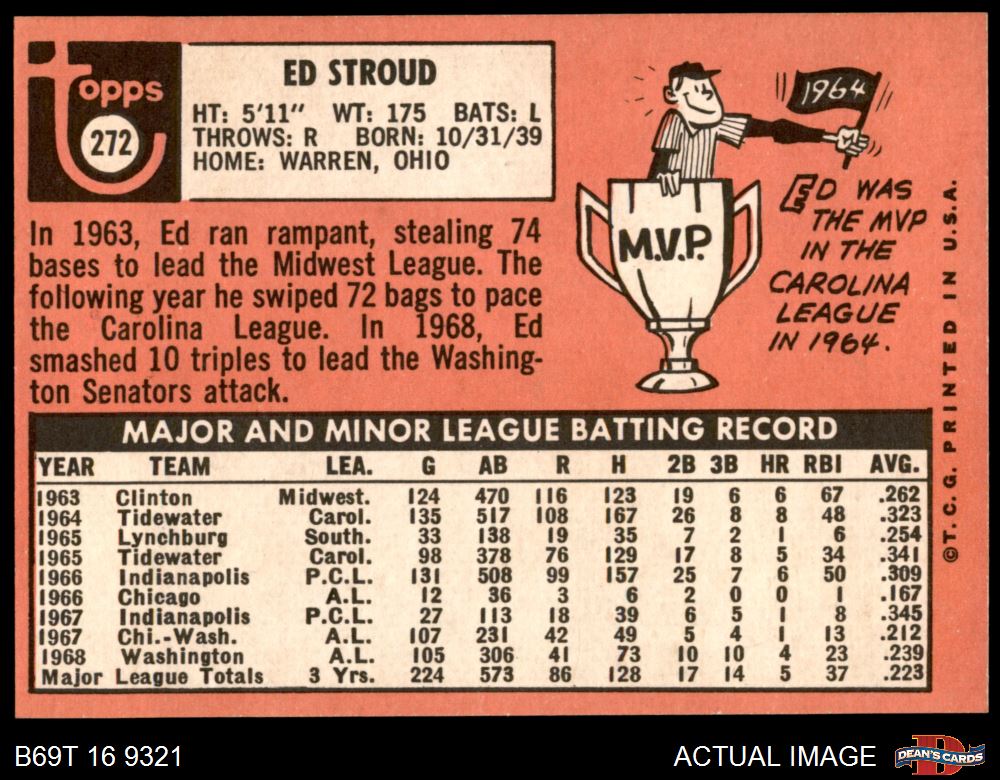 topps
272
ED STROUD
HT: 5'11" WT: 175 BATS: L
THROWS: R BORN: 10/31/39
HOME: WARREN, OHIO
In 1963, Ed ran rampant, stealing 74
bases to lead the Midwest League. The
following year he swiped 72 bags to pace
the Carolina League. In 1968, Ed
smashed 10 triples to lead the Washing-
ton Senators attack.
1964
M.V.P.
ED WAS
THE MVP
IN THE
CAROLINA
LEAGUE
IN 1964.
MAJOR AND MINOR LEAGUE BATTING RECORD
YEAR TEAM LEA. G AB R H 2B 3B HR RBI AVG.
1963 Clinton Midwest. 124 470 116 123 19 6 6 67 .262
1964 Tidewater Carol. 135 517 108 167 26 8 8 48 .323
1965 Lynchburg South. 33 138 19 35 7 2 1 6 .254
1965 Tidewater Carol. 98 378 76 129 17 8 5 34 .341
1966 Indianapolis P.C.L. 131 508 99 157 25 7 6 50 .309
1966 Chicago A.L. 12 36 3 6 2 0 0 1 .167
1967 Indianapolis P.C.L. 27 113 18 39 6 5 1 8 .345
1967 Chi.-Wash. A.L. 107 231 42 49 5 4 1 13 .212
1968 Washington A.L. 105 306 41 73 10 10 4 23 .239
Major League Totals 3 Yrs. 224 573 86 128 17 14 5 37 .223
©T.C.G. PRINTED IN U.S.A.
B69T 16 9321
ACTUAL IMAGE
D
DEAN'S CARDS